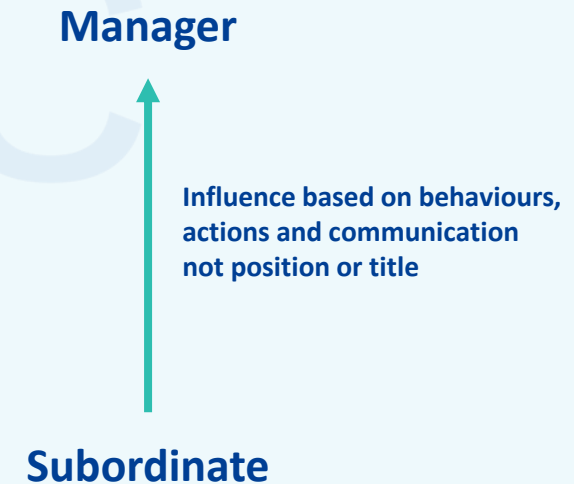 Manager
Influence based on behaviours,
actions and communication
not position or title
Subordinate